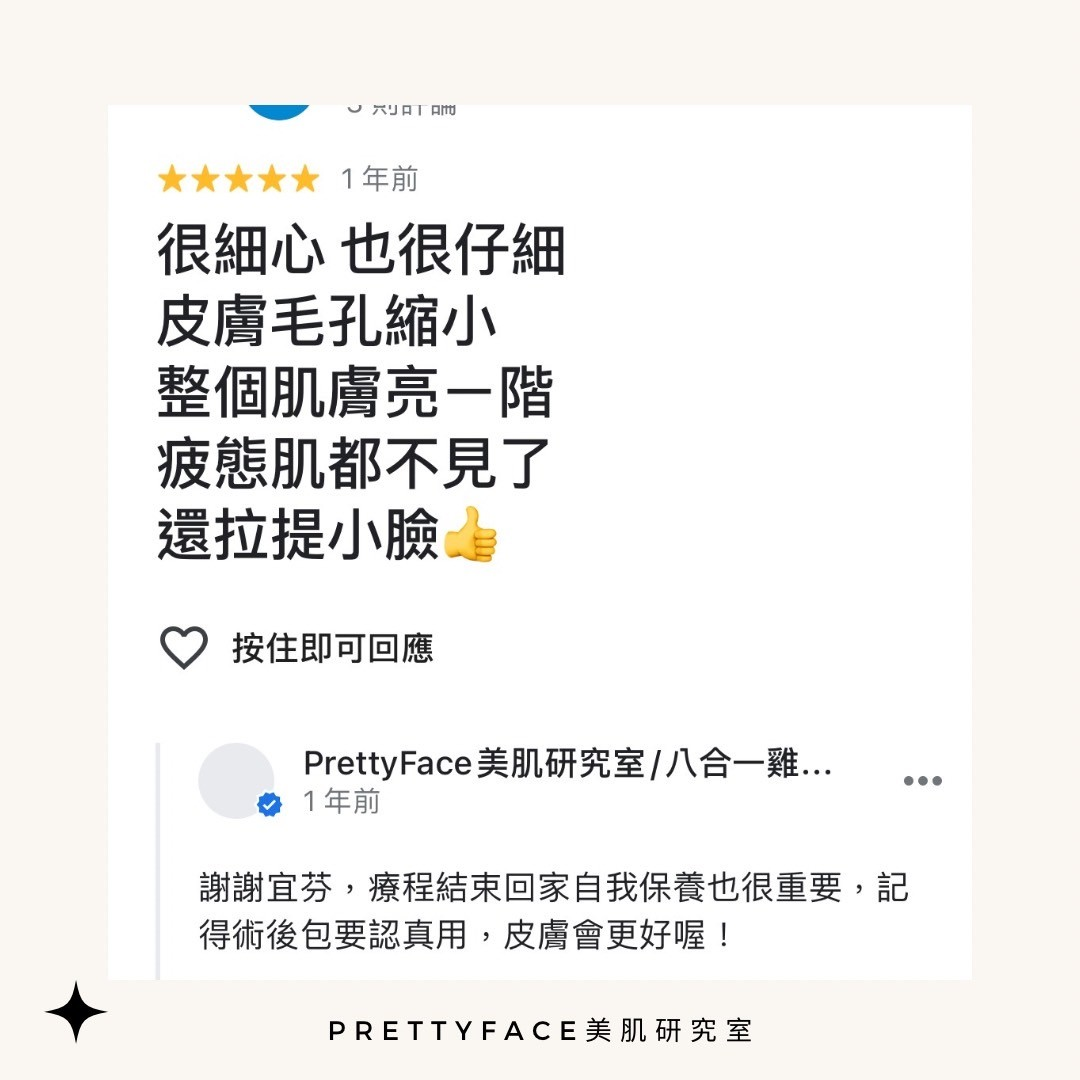 3 則評論
1 年前
很細心 也很仔細
皮膚毛孔縮小
整個肌膚亮一階
疲態肌都不見了
還拉提小臉👍
按住即可回應
PrettyFace美肌研究室/八合一雞...
1 年前
謝謝宜芬，療程結束回家自我保養也很重要，記
得術後包要認真用，皮膚會更好喔！
PRETTYFACE美肌研究室